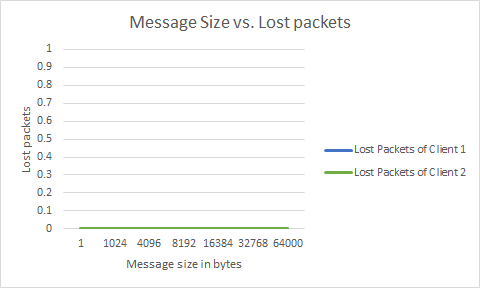 Message Size vs. Lost packets
Lost packets
1
0.9
0.8
0.7
0.6
0.5
0.4
0.3
0.2
0.1
0
1 1024 4096 8192 16384 32768 64000
Message size in bytes
Lost Packets of Client 1
Lost Packets of Client 2